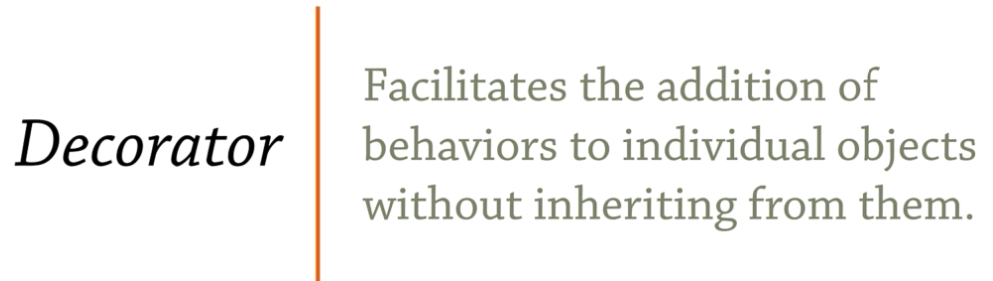 Decorator
Facilitates the addition of
behaviors to individual objects
without inheriting from them.